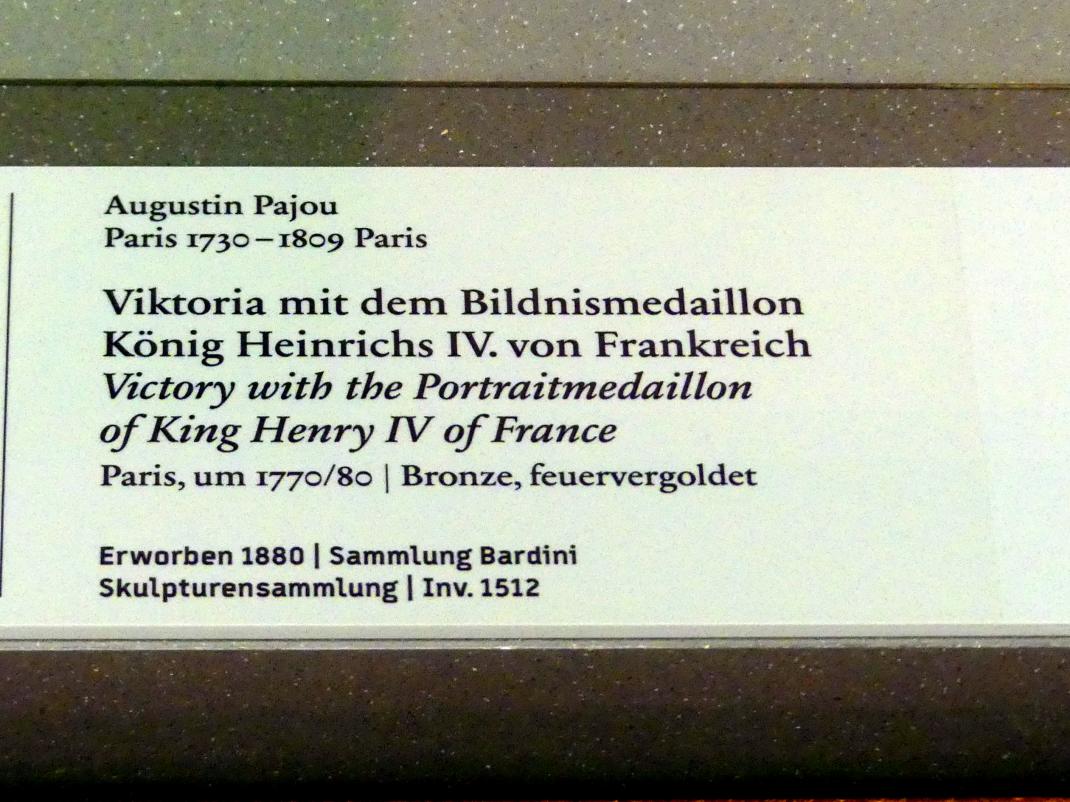 Augustin Pajou
Paris 1730–1809 Paris
Viktoria mit dem Bildnismedaillon
König Heinrichs IV. von Frankreich
Victory with the Portraitmedaillon
of King Henry IV of France
Paris, um 1770/80 | Bronze, feuervergoldet
Erworben 1880 | Sammlung Bardini
Skulpturensammlung | Inv. 1512